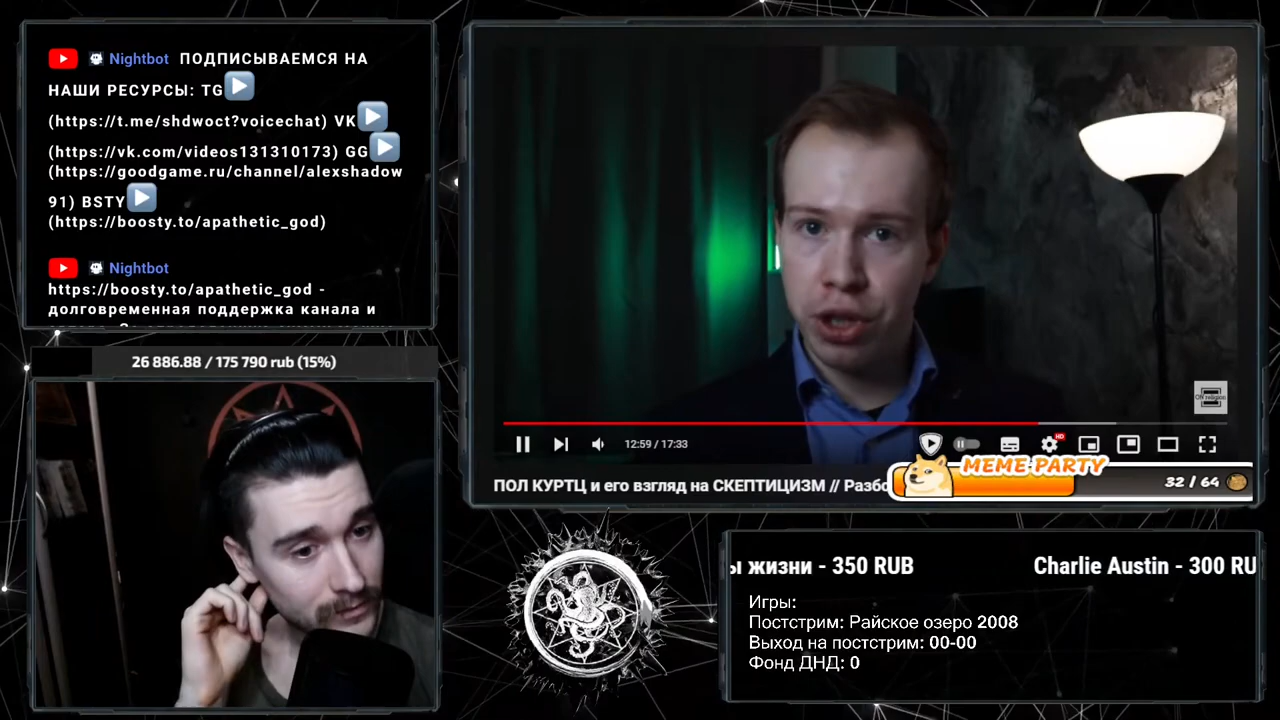 Nightbot ПОДПИСЫВАЕМСЯ НА
НАШИ РЕСУРСЫ: TG
(https://t.me/shdwoct?voicechat) VK
(https://vk.com/videos131310173) GG
(https://goodgame.ru/channel/alexshadow
91) BSTY
(https://boosty.to/apathetic_god)
Nightbot
https://boosty.to/apathetic_god -
долговременная поддержка канала и
26 886.88 / 175 790 rub (15%)
ON religion
12:59 / 17:33
HD
ПОЛ КУРТЦ и его взгляд на СКЕПТИЦИЗМ // Разбо
MEME PARTY
32 / 64
ы жизни - 350 RUB
Charlie Austin - 300 RU
Игры:
Постстрим: Райское озеро 2008
Выход на постстрим: 00-00
Фонд ДНД: 0